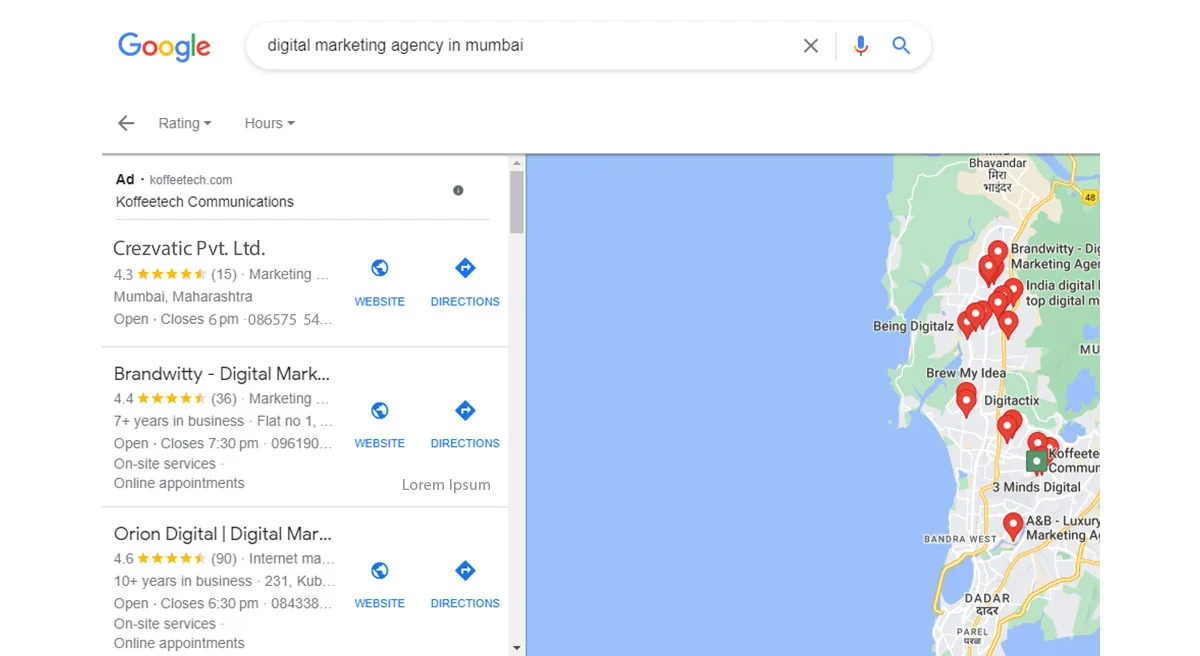 Google
digital marketing agency in mumbai
Rating
Hours
Ad · koffeetech.com
Koffeetech Communications
Crezvatic Pvt. Ltd.
4.3 (15) · Marketing ...
Mumbai, Maharashtra
Open · Closes 6 pm · 086575 54...
WEBSITE
DIRECTIONS
Brandwitty - Digital Mark...
4.4 (36) · Marketing ...
7+ years in business · Flat no 1, ...
Open · Closes 7:30 pm · 096190...
On-site services ·
Online appointments
WEBSITE
DIRECTIONS
Lorem Ipsum
Orion Digital | Digital Mar...
4.6 (90) · Internet ma...
10+ years in business · 231, Kub...
Open · Closes 6:30 pm · 084338...
On-site services ·
Online appointments
WEBSITE
DIRECTIONS
Bhayandar
मिरा
भाइंदर
48
Brandwitty - Dig
Marketing Agen
India digital
top digital m
Being Digitalz
MU
Brew My Idea
Digitactix
Koffeete
Commun
3 Minds Digital
A&B - Luxury
Marketing A
BANDRA WEST
DADAR
दादर
PAREL
परळ